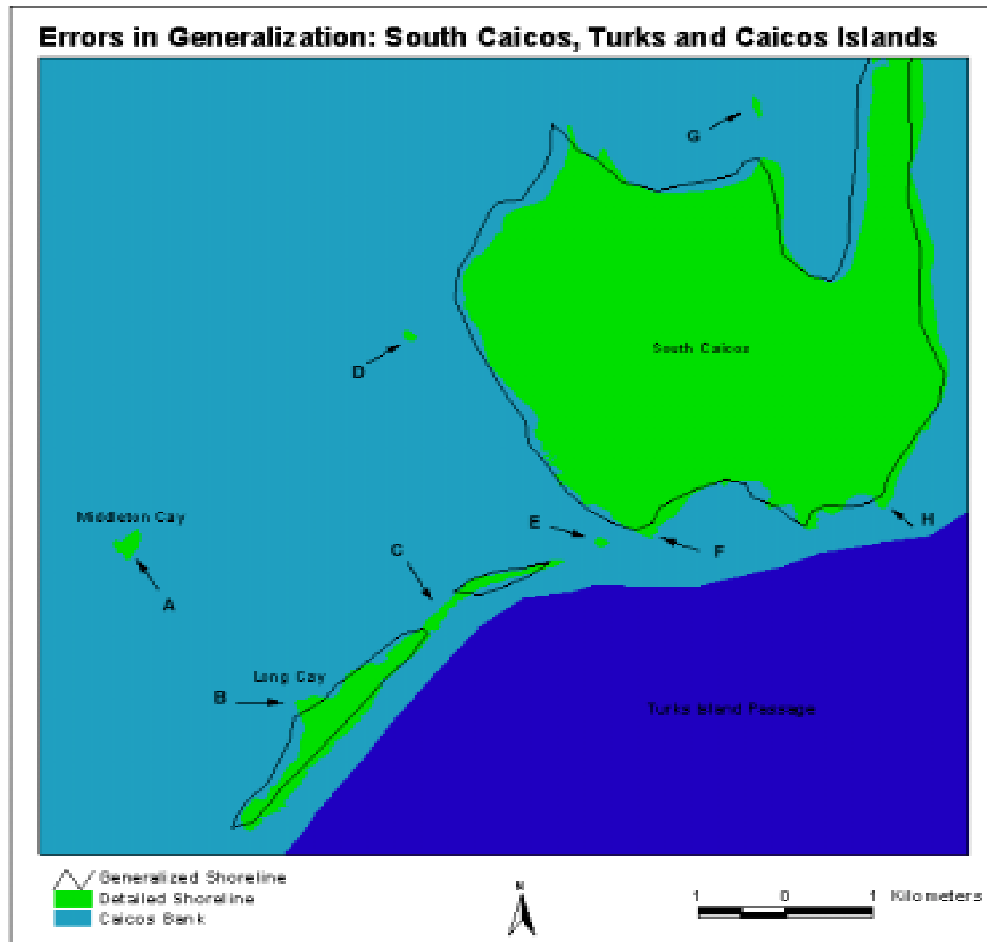 Errors in Generalization: South Caicos, Turks and Caicos Islands
G
D
South Caicos
Middleton Cay
A
E
F
H
C
Long Cay
B
Turks Island Passage
Generalized Shoreline
Detailed Shoreline
Caicos Bank
N
1 0 1 Kilometers